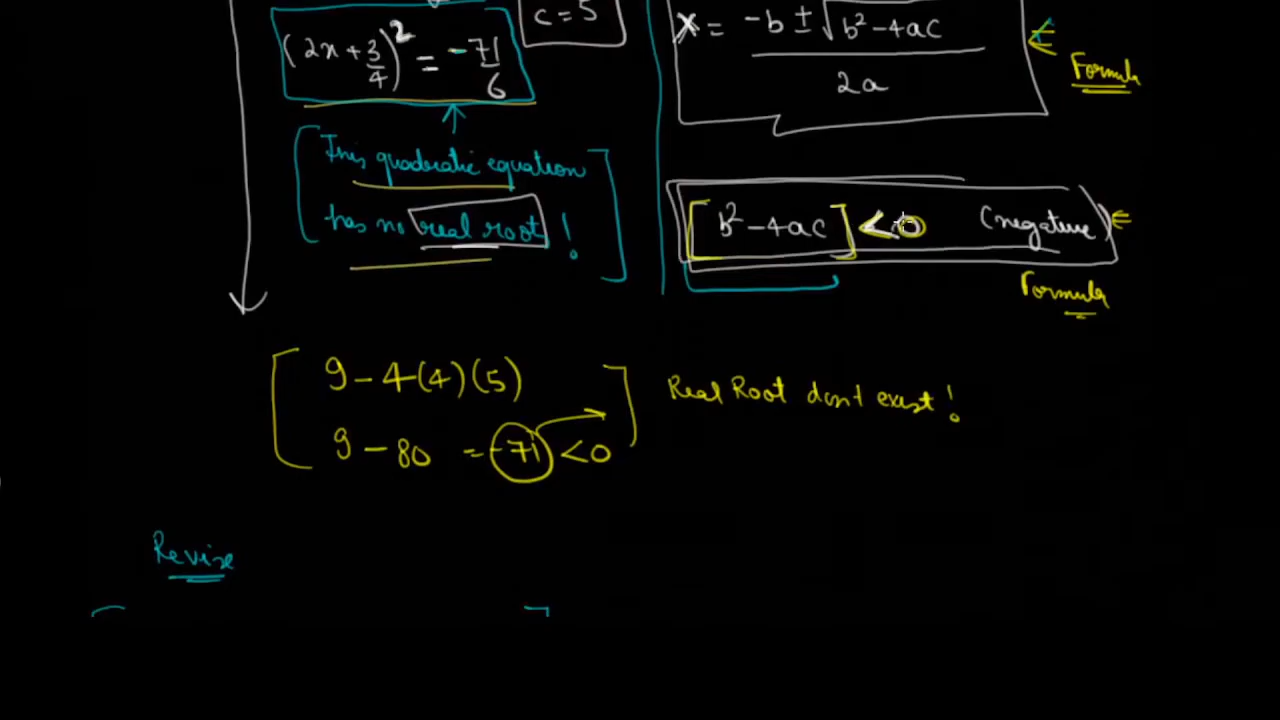 (2x + 3/4)² = -71/6
c = 5
[This quadratic equation
has no real root!]
x = -b ± √b² - 4ac / 2a
Formula
[b² - 4ac] < 0 (negative)
Formula
9 - 4(4)(5)
9 - 80 = -71 < 0
Real Root don't exist!
Revise